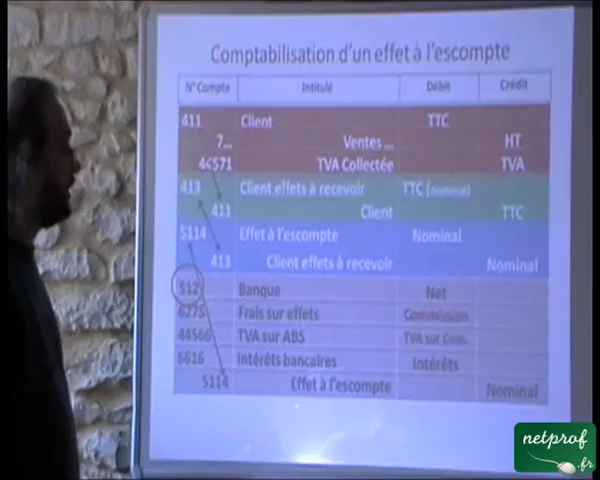 Comptabilisation d'un effet à l'escompte
N° Compte Intitulé Débit Crédit
411 Client TTC
7... Ventes ... HT
44571 TVA Collectée TVA
413 Client effets à recevoir TTC (nominal)
411 Client TTC
5114 Effet à l'escompte Nominal
413 Client effets à recevoir Nominal
512 Banque Net
6275 Frais sur effets Commission
44566 TVA sur ABS TVA sur Com.
6616 Intérêts bancaires Intérêts
5114 Effet à l'escompte Nominal
netprof
.fr